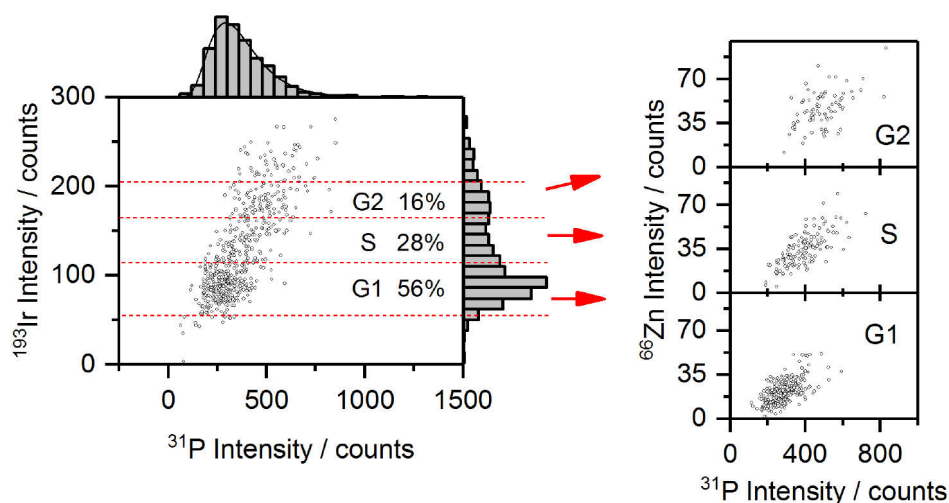 300
200
100
0
¹⁹³Ir Intensity / counts
G2 16%
S 28%
G1 56%
0 500 1000 1500
³¹P Intensity / counts
⁶⁶Zn Intensity / counts
70
35
0
G2
70
35
0
S
70
35
0
G1
0 400 800
³¹P Intensity / counts